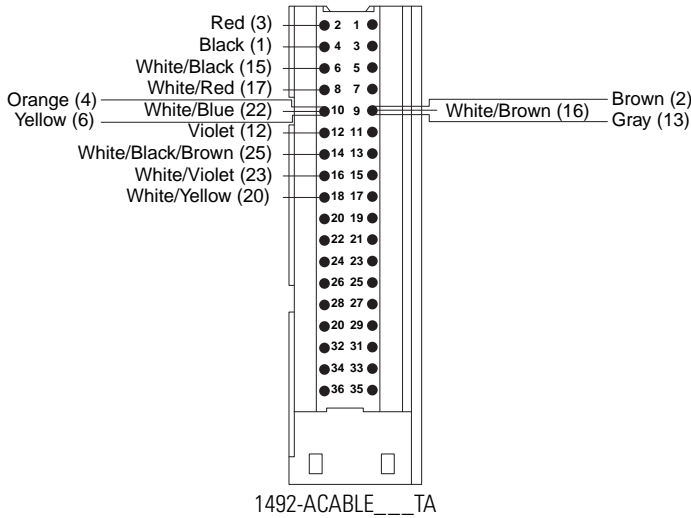 Red (3) 2 1
Black (1) 4 3
White/Black (15) 6 5
White/Red (17) 8 7
Orange (4) Brown (2)
White/Blue (22) 10 9 White/Brown (16)
Yellow (6) Gray (13)
Violet (12) 12 11
White/Black/Brown (25) 14 13
White/Violet (23) 16 15
White/Yellow (20) 18 17
20 19
22 21
24 23
26 25
28 27
20 29
32 31
34 33
36 35
1492-ACABLE___TA